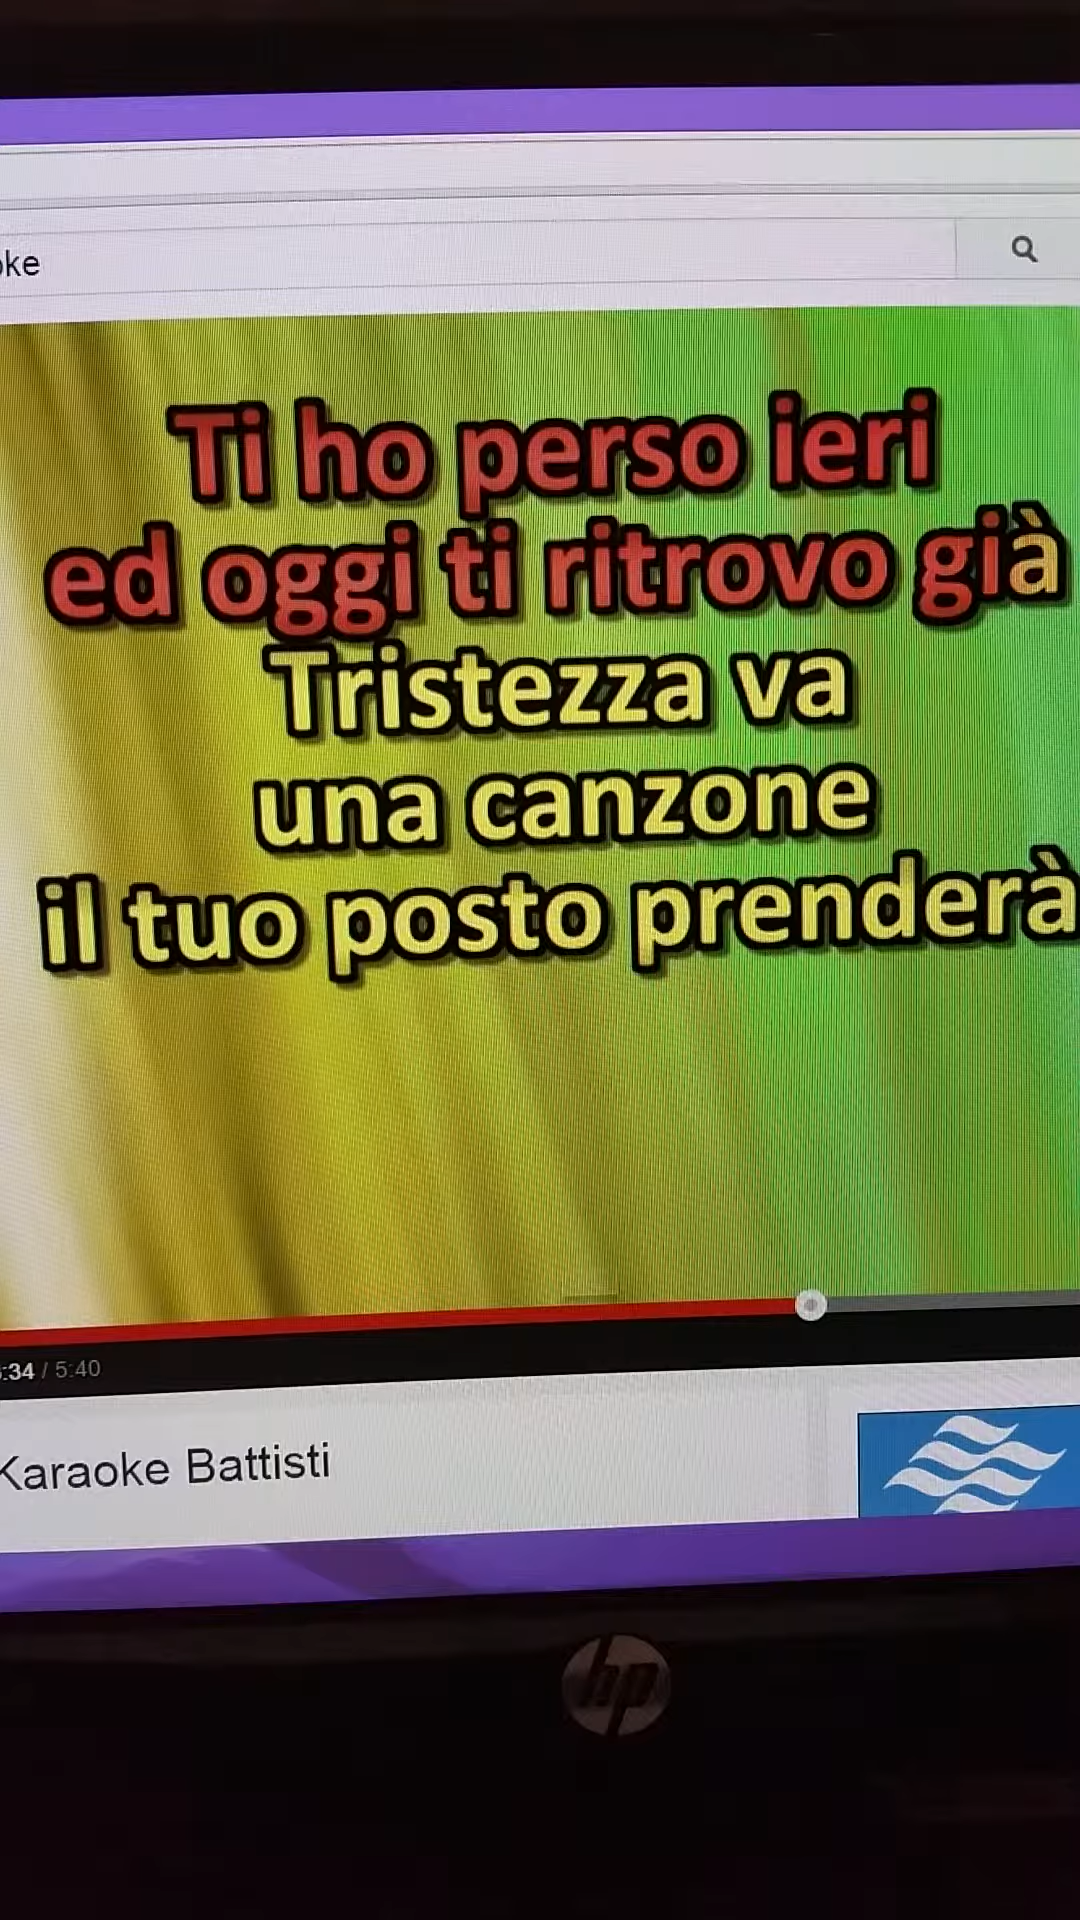 ke
Ti ho perso ieri
ed oggi ti ritrovo già
Tristezza va
una canzone
il tuo posto prenderà
:34 / 5:40
Karaoke Battisti
hp